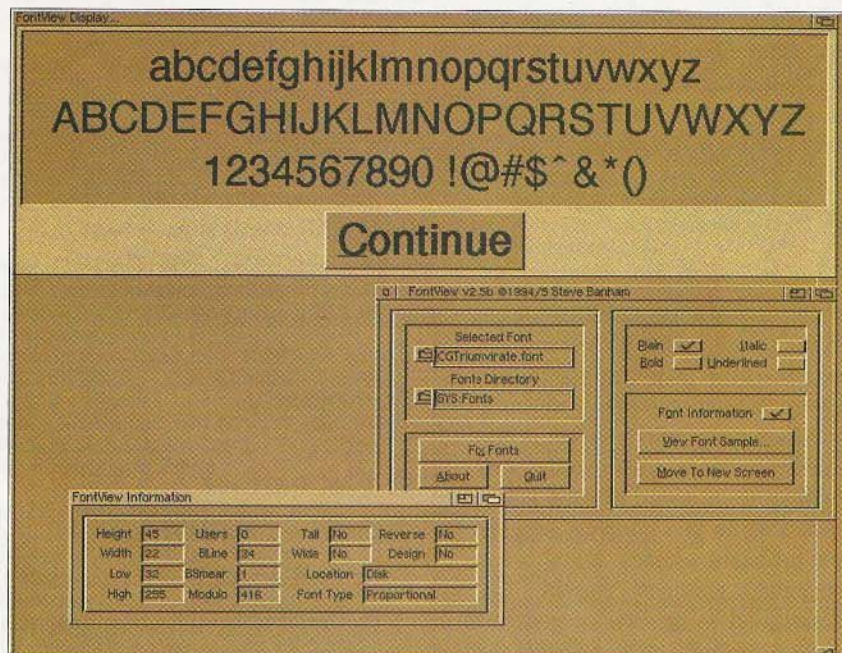 FontView Display...
abcdefghijklmnopqrstuvwxyz
ABCDEFGHIJKLMNOPQRSTUVWXYZ
1234567890 !@#$^&*()
Continue
FontView v2.5b ©1994/5 Steve Banham
Selected Font
CGTriumvirate.font
Fonts Directory
SYS:Fonts
Fix Fonts
About Quit
Plain Italic
Bold Underlined
Font Information
View Font Sample...
Move To New Screen
FontView Information
Height 45 Users 0 Tall No Reverse No
Width 22 BLine 34 Wide No Design No
Low 32 BSmear 1 Location Disk
High 255 Modulo 416 Font Type Proportional